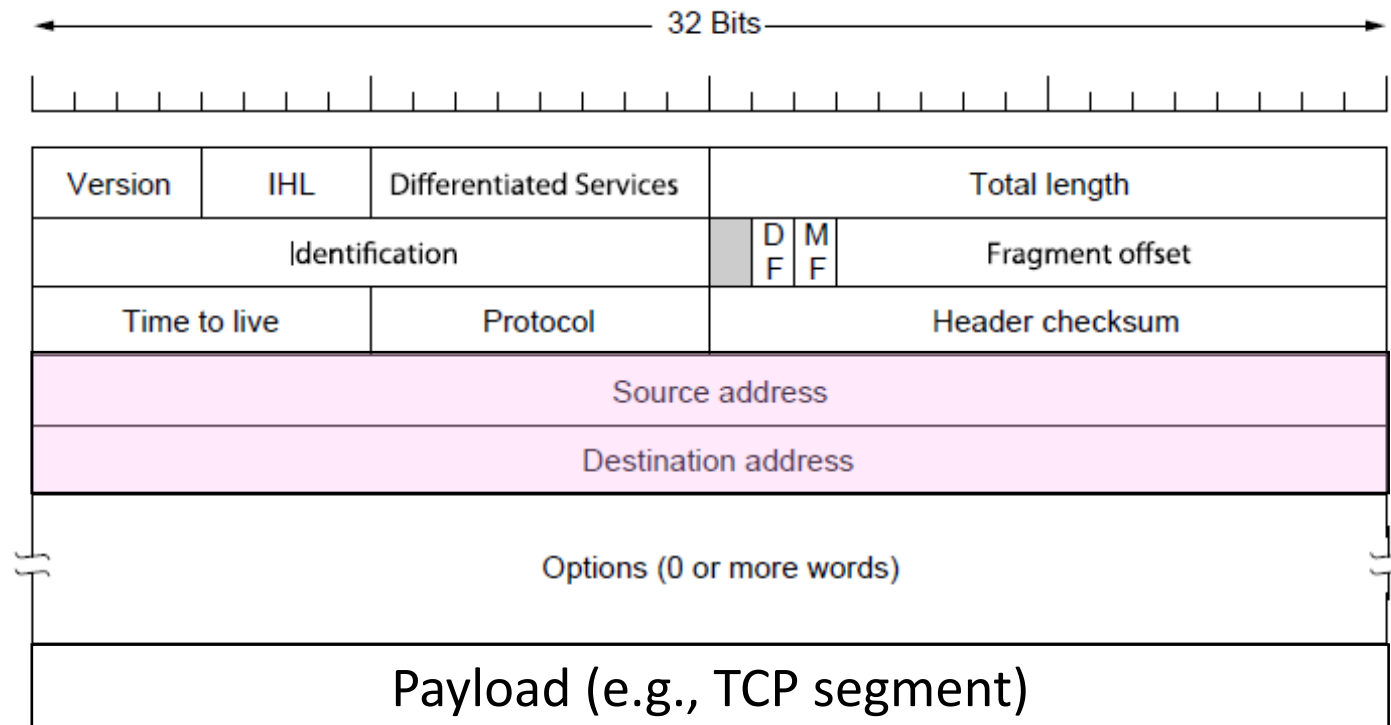 32 Bits
Version IHL Differentiated Services Total length
Identification D F M F Fragment offset
Time to live Protocol Header checksum
Source address
Destination address
Options (0 or more words)
Payload (e.g., TCP segment)